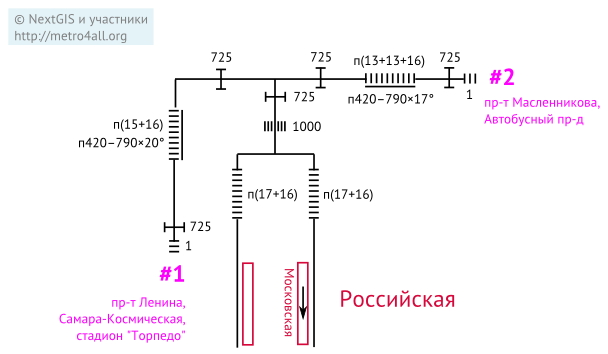 © NextGIS и участники
http://metro4all.org
725
725
п(13+13+16)
725
#2
1
п420–790×17°
пр-т Масленникова,
Автобусный пр-д
725
1000
п(15+16)
п420–790×20°
п(17+16)
п(17+16)
725
1
#1
пр-т Ленина,
Самара-Космическая,
стадион "Торпедо"
Московская
Российская